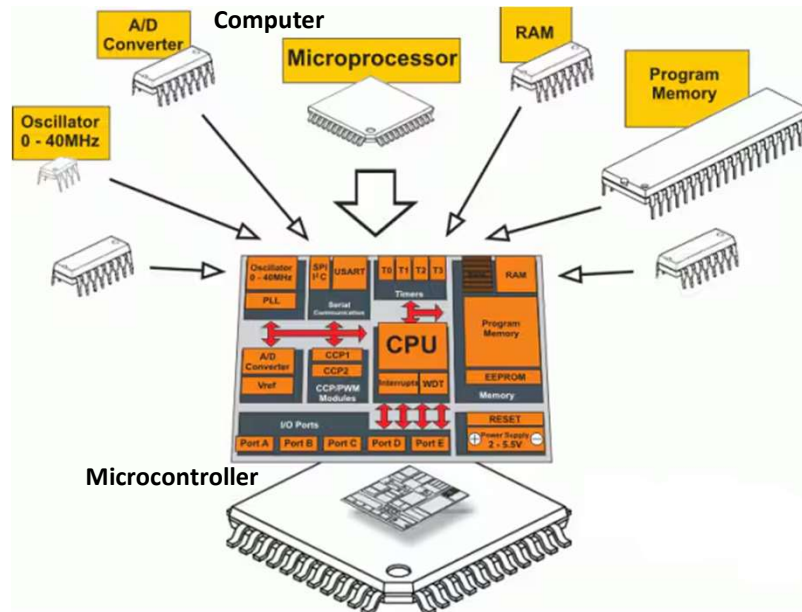 Computer
A/D
Converter
Microprocessor
RAM
Program
Memory
Oscillator
0 - 40MHz
Oscillator
0 - 40MHz
PLL
SPI
I²C
USART
Serial
Communication
T0 T1 T2 T3
Timers
RAM
Program
Memory
EEPROM
Memory
A/D
Converter
Vref
CCP1
CCP2
CCP/PWM
Modules
CPU
Interrupts WDT
I/O Ports
Port A Port B Port C Port D Port E
RESET
Power Supply
2 - 5.5V
Microcontroller